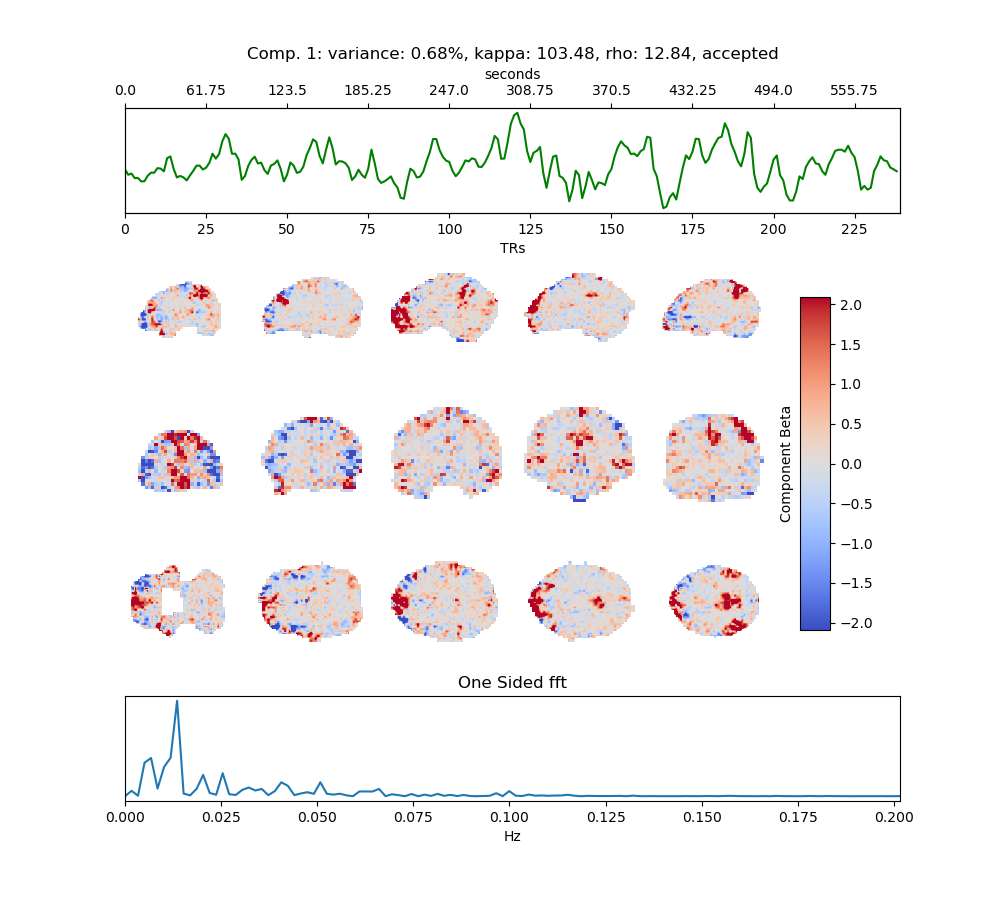 Comp. 1: variance: 0.68%, kappa: 103.48, rho: 12.84, accepted
seconds
0.0 61.75 123.5 185.25 247.0 308.75 370.5 432.25 494.0 555.75
0 25 50 75 100 125 150 175 200 225
TRs
2.0
1.5
1.0
0.5
0.0
−0.5
−1.0
−1.5
−2.0
Component Beta
One Sided fft
0.000 0.025 0.050 0.075 0.100 0.125 0.150 0.175 0.200
Hz